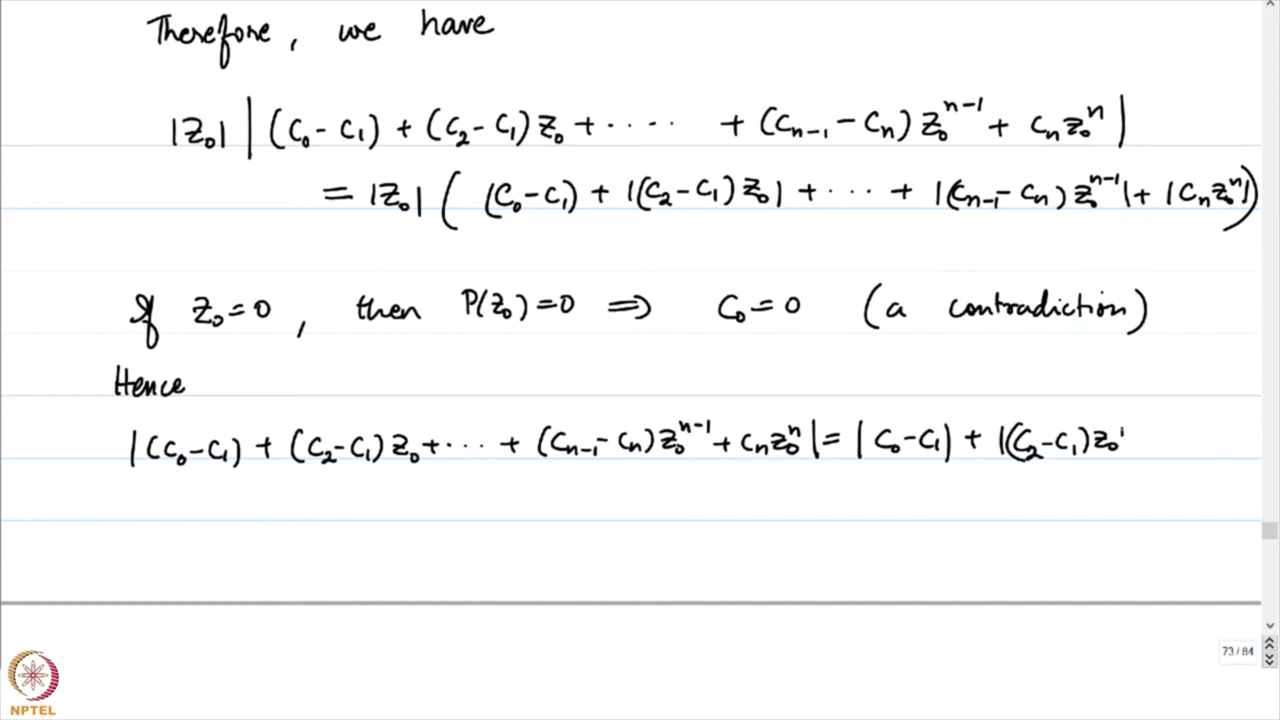 Therefore, we have
|Z₀| |(C₀ - C₁) + (C₂ - C₁) Z₀ + ..... + (Cₙ₋₁ - Cₙ) Z₀ⁿ⁻¹ + Cₙ Z₀ⁿ|
= |Z₀| ( |C₀ - C₁) + |(C₂ - C₁) Z₀| + ... + |(Cₙ₋₁ - Cₙ) Z₀ⁿ⁻¹| + |Cₙ Z₀ⁿ| )
If Z₀ = 0, then P(Z₀) = 0 ⇒ C₀ = 0 (a contradiction)
Hence
|(C₀ - C₁) + (C₂ - C₁) Z₀ + ... + (Cₙ₋₁ - Cₙ) Z₀ⁿ⁻¹ + Cₙ Z₀ⁿ| = |C₀ - C₁) + |(C₂ - C₁) Z₀'
73 / 84
NPTEL